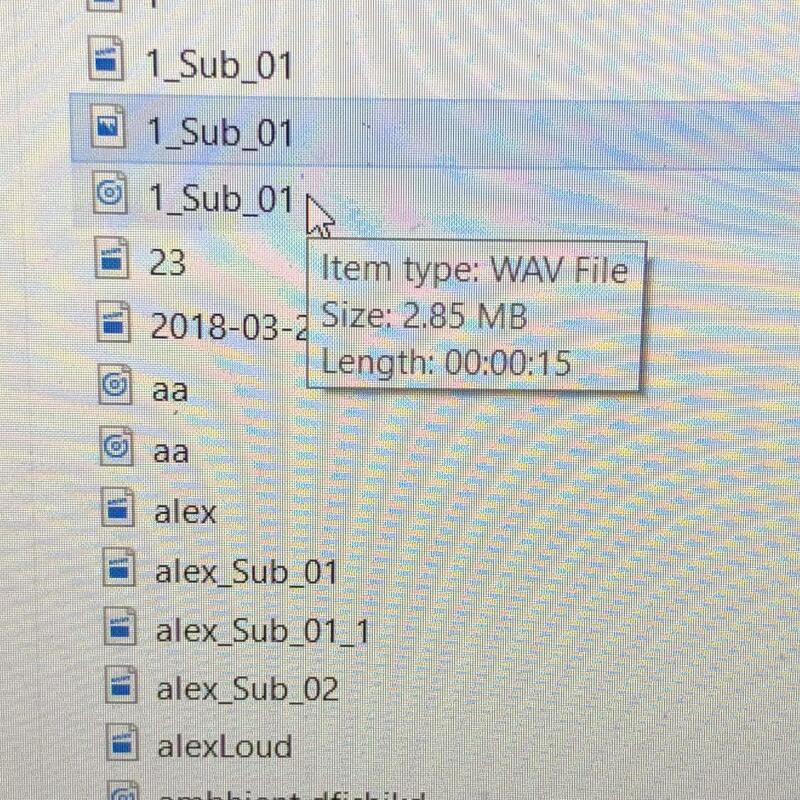 1_Sub_01
1_Sub_01
1_Sub_01
Item type: WAV File
23
Size: 2.85 MB
2018-03-2
Length: 00:00:15
aa
aa
alex
alex_Sub_01
alex_Sub_01_1
alex_Sub_02
alexLoud